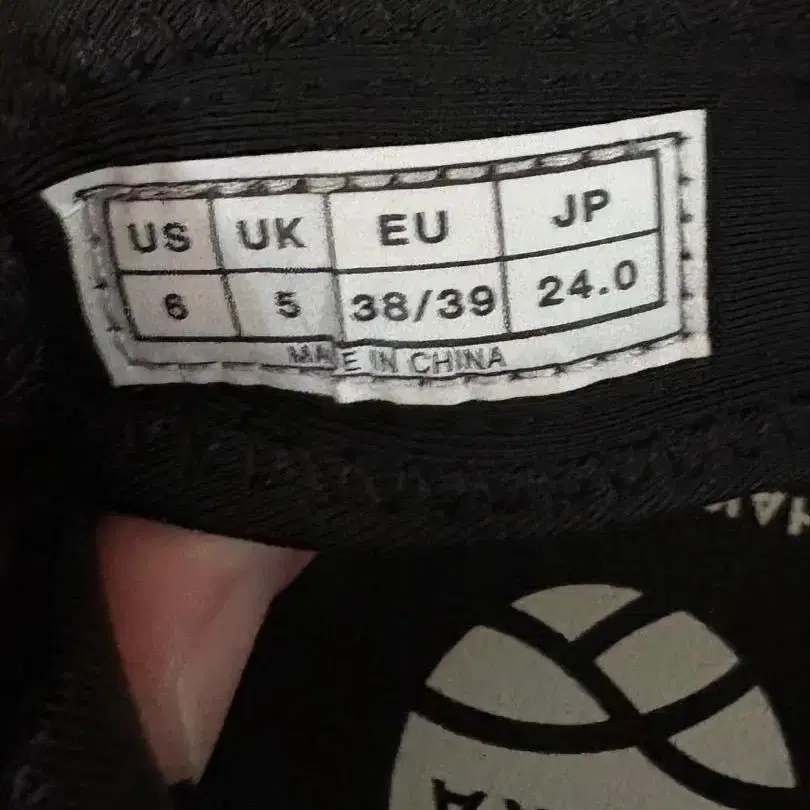 US UK EU JP
6 5 38/39 24.0
MADE IN CHINA